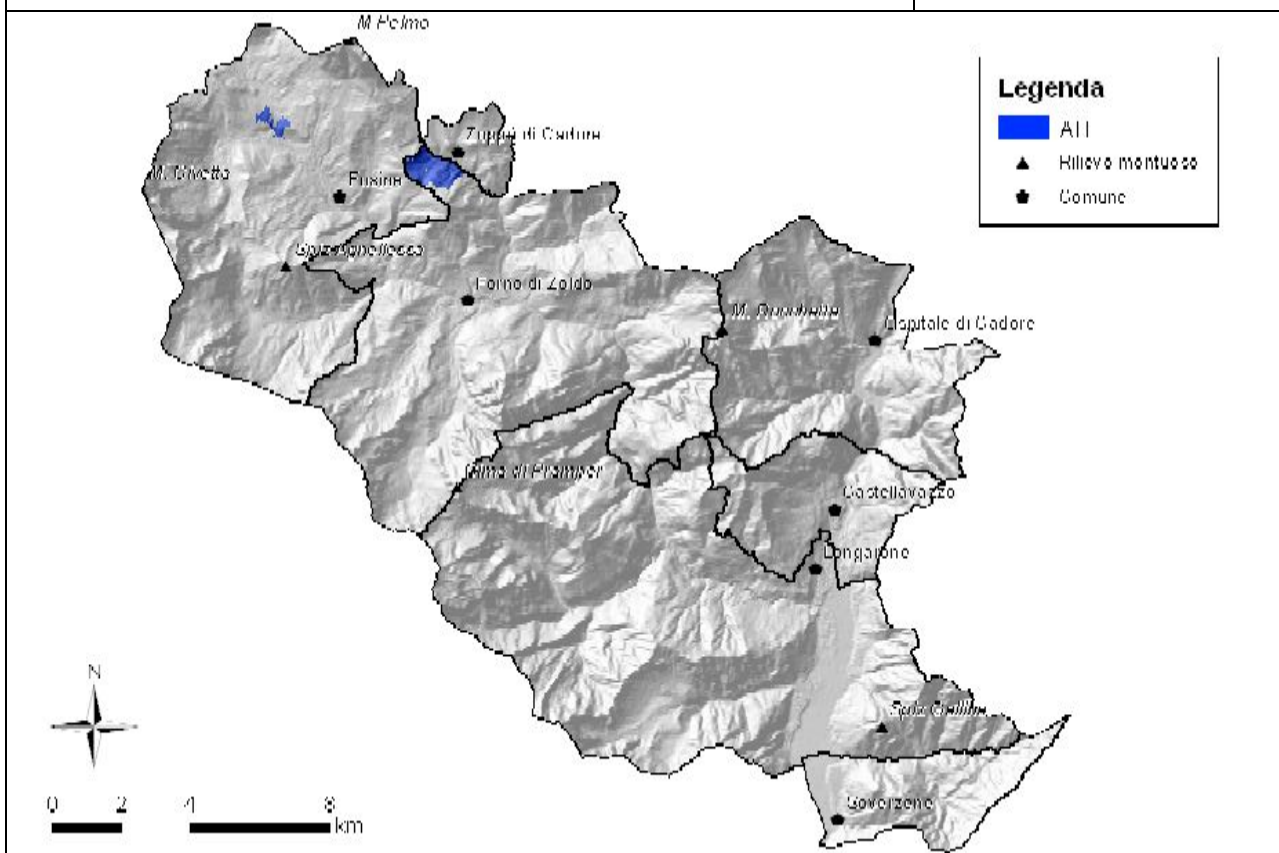 M Pelmo
Legenda
ATI
Rilievo montuoso
Comune
Zoppè di Cadore
M. Civetta
Fusine
Forno di Zoldo
M.
Ospitale di Cadore
Cima di Pramper
Castellavazzo
Longarone
N
Soverzene
0 2 4 8
km